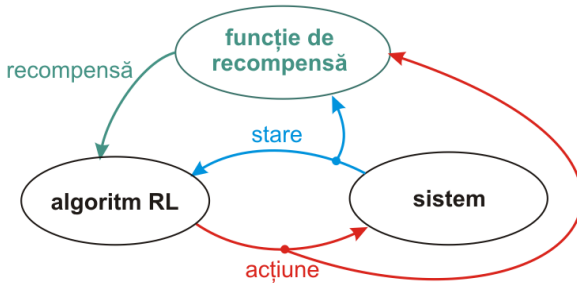 funcție de
recompensă
recompensă
stare
algoritm RL
sistem
acțiune